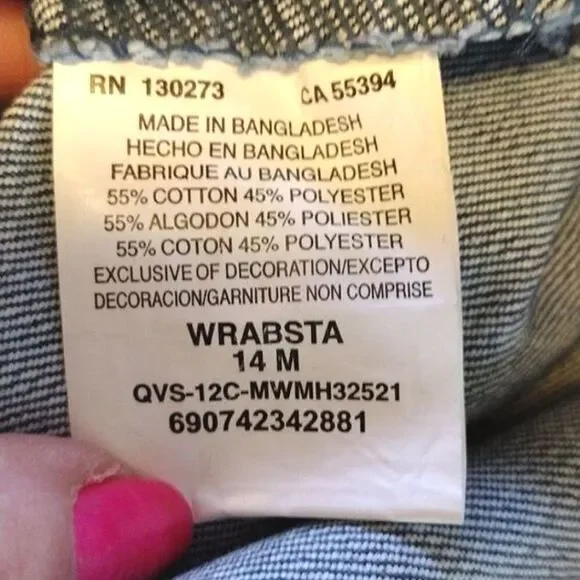 RN 130273 CA 55394
MADE IN BANGLADESH
HECHO EN BANGLADESH
FABRIQUE AU BANGLADESH
55% COTTON 45% POLYESTER
55% ALGODON 45% POLIESTER
55% COTON 45% POLYESTER
EXCLUSIVE OF DECORATION/EXCEPTO
DECORACION/GARNITURE NON COMPRISE
WRABSTA
14 M
QVS-12C-MWMH32521
690742342881